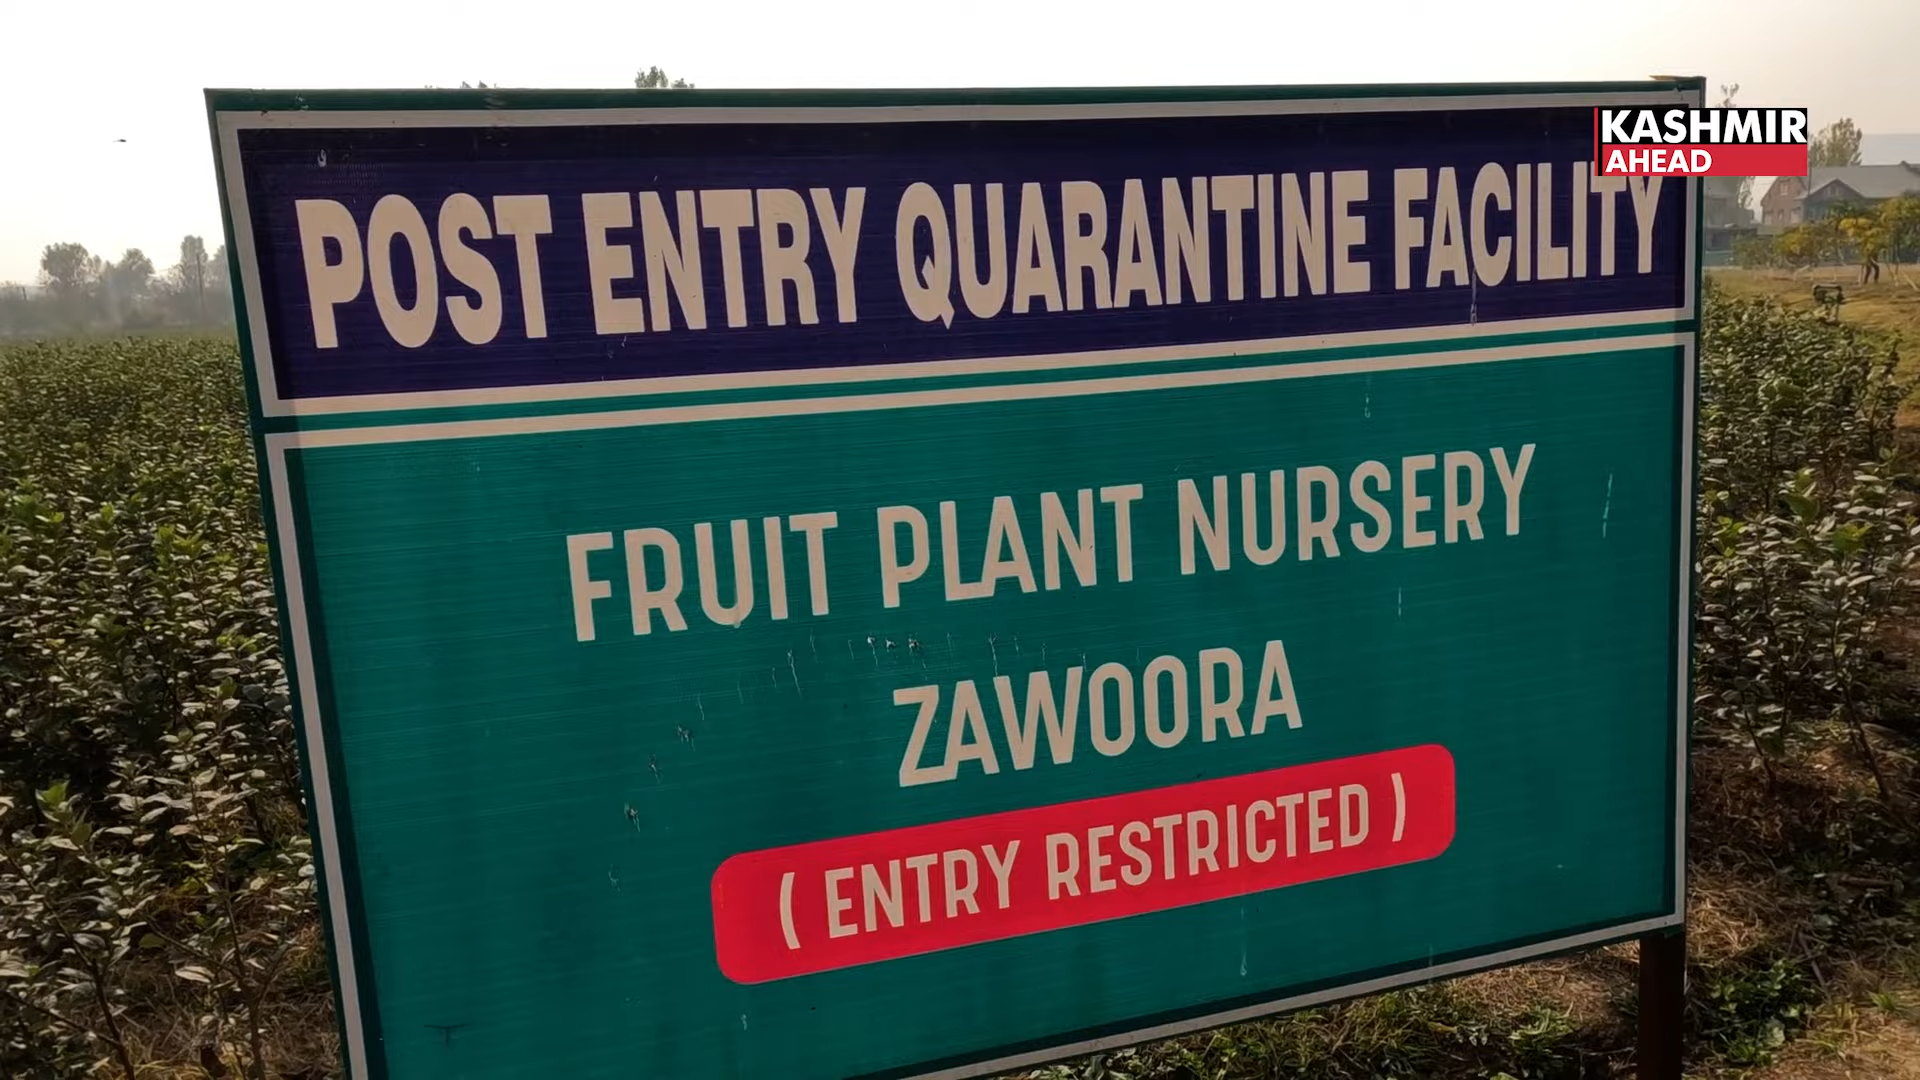 KASHMIR
AHEAD
POST ENTRY QUARANTINE FACILITY
FRUIT PLANT NURSERY
ZAWOORA
( ENTRY RESTRICTED )